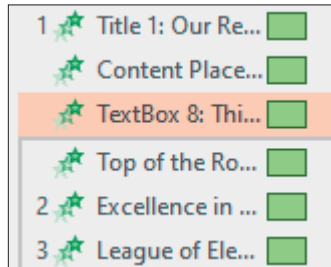 1 Title 1: Our Re...
Content Place...
TextBox 8: Thi...
Top of the Ro...
2 Excellence in ...
3 League of Ele...